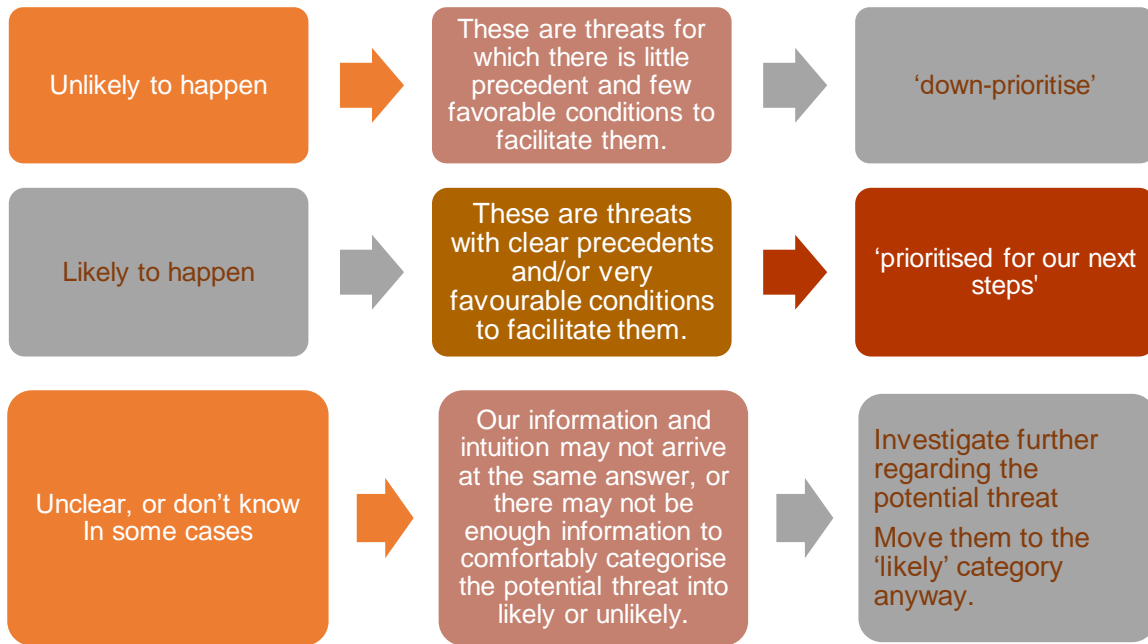 Unlikely to happen
These are threats for
which there is little
precedent and few
favorable conditions to
facilitate them.
‘down-prioritise’
Likely to happen
These are threats
with clear precedents
and/or very
favourable conditions
to facilitate them.
‘prioritised for our next
steps'
Unclear, or don’t know
In some cases
Our information and
intuition may not arrive
at the same answer, or
there may not be
enough information to
comfortably categorise
the potential threat into
likely or unlikely.
Investigate further
regarding the
potential threat
Move them to the
‘likely’ category
anyway.